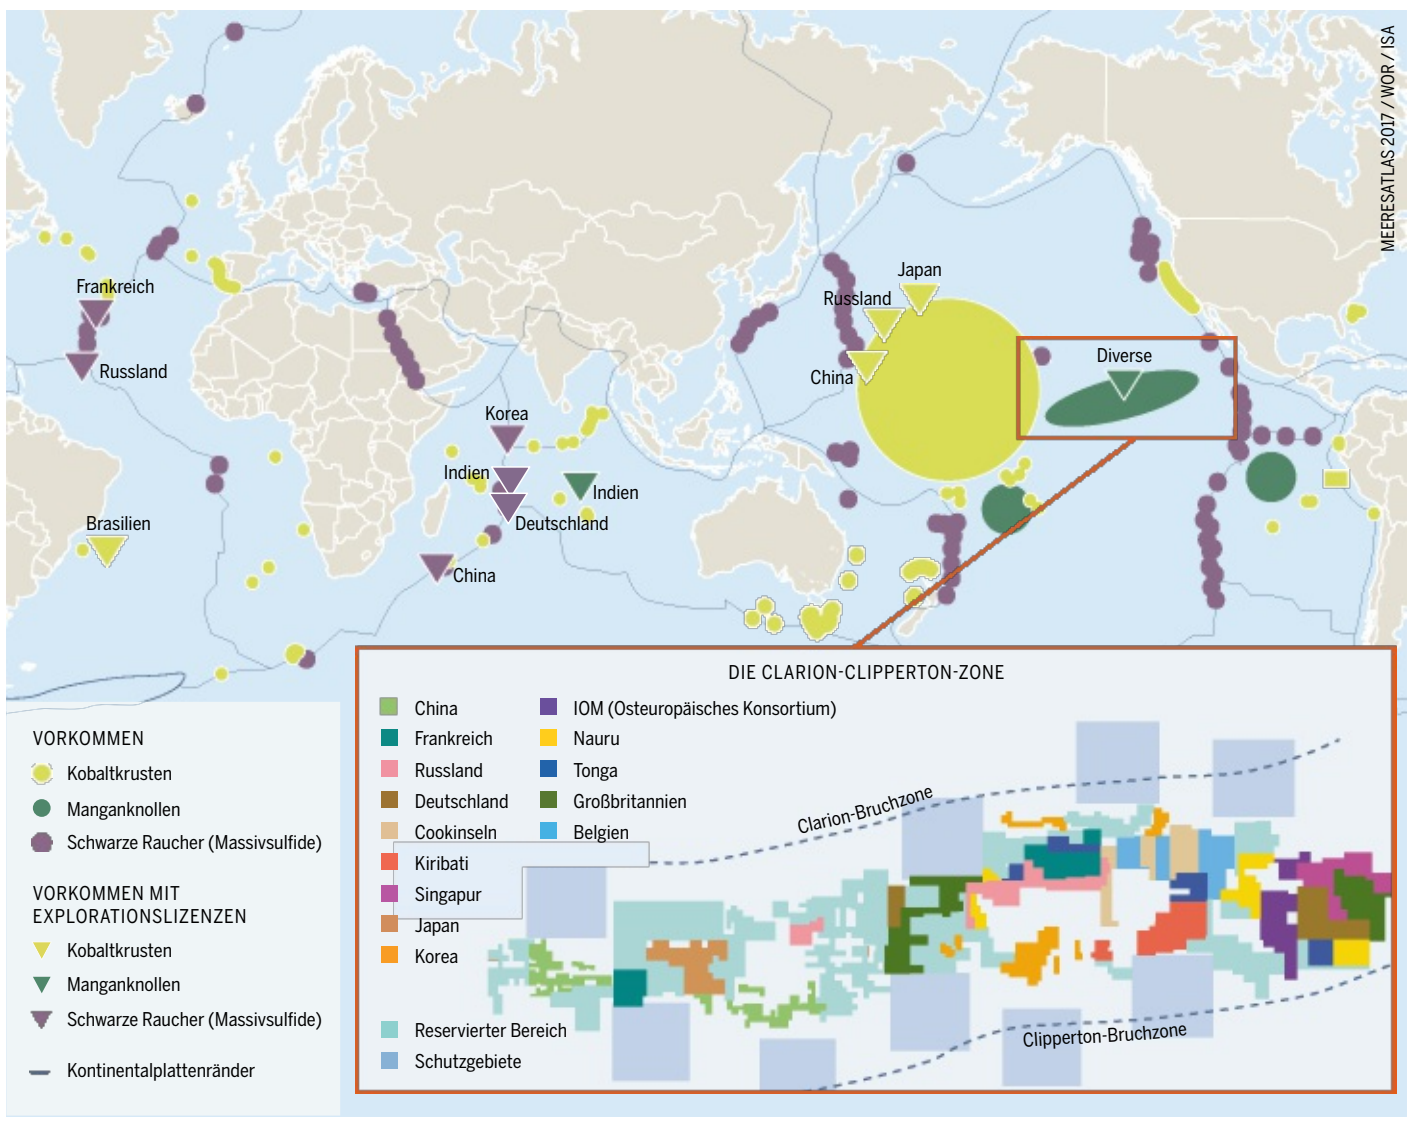 MEERESATLAS 2017 / WOR / ISA
Japan
Russland
Frankreich
Diverse
Russland
China
Korea
Indien
Indien
Brasilien
Deutschland
China
DIE CLARION-CLIPPERTON-ZONE
China
Frankreich
Russland
Deutschland
Cookinseln
Kiribati
Singapur
Japan
Korea
IOM (Osteuropäisches Konsortium)
Nauru
Tonga
Großbritannien
Belgien
Reservierter Bereich
Schutzgebiete
Clarion-Bruchzone
Clipperton-Bruchzone
VORKOMMEN
Kobaltkrusten
Manganknollen
Schwarze Raucher (Massivsulfide)
VORKOMMEN MIT
EXPLORATIONSLIZENZEN
Kobaltkrusten
Manganknollen
Schwarze Raucher (Massivsulfide)
Kontinentalplattenränder